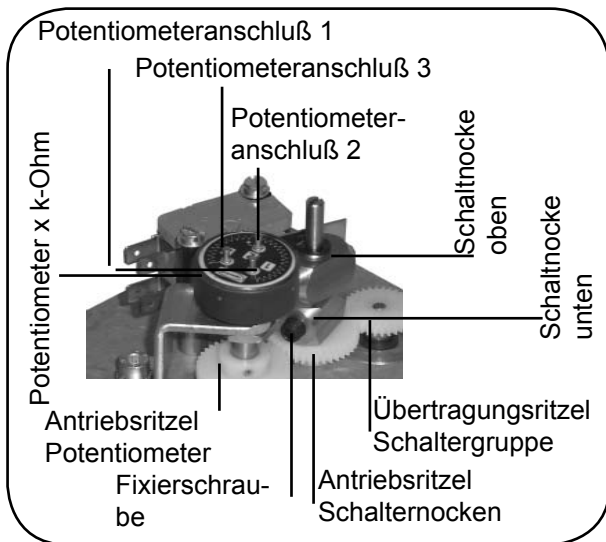 Potentiometeranschluß 1
Potentiometeranschluß 3
Potentiometer-
anschluß 2
Potentiometer x k-Ohm
Schaltnocke
oben
Schaltnocke
unten
Antriebsritzel
Potentiometer
Fixierschrau-
be
Übertragungsritzel
Schaltergruppe
Antriebsritzel
Schalternocken